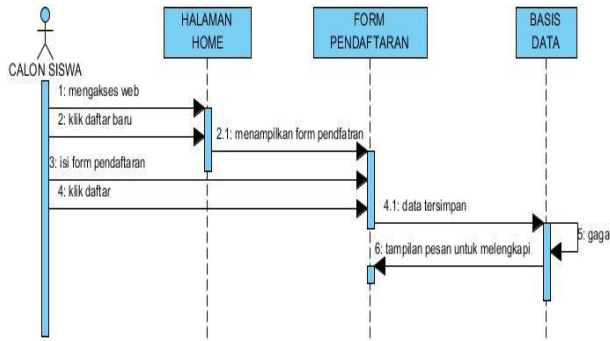 HALAMAN
HOME
FORM
PENDAFTARAN
BASIS
DATA
CALON SISWA
1: mengakses web
2: klik daftar baru
2.1: menampilkan form pendfatran
3: isi form pendaftaran
4: klik daftar
4.1: data tersimpan
5: gaga
6: tampilan pesan untuk melengkapi